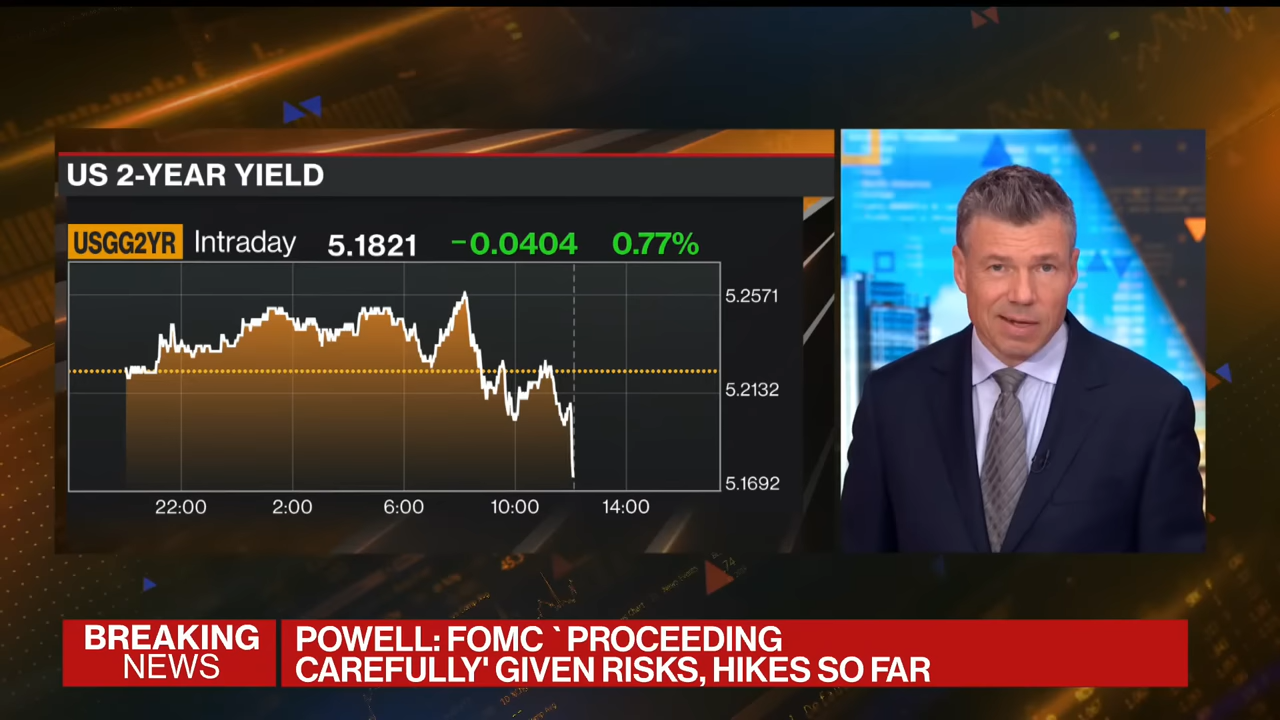 US 2-YEAR YIELD
USGG2YR Intraday 5.1821 -0.0404 0.77%
5.2571
5.2132
5.1692
22:00 2:00 6:00 10:00 14:00
BREAKING
NEWS
POWELL: FOMC `PROCEEDING
CAREFULLY' GIVEN RISKS, HIKES SO FAR